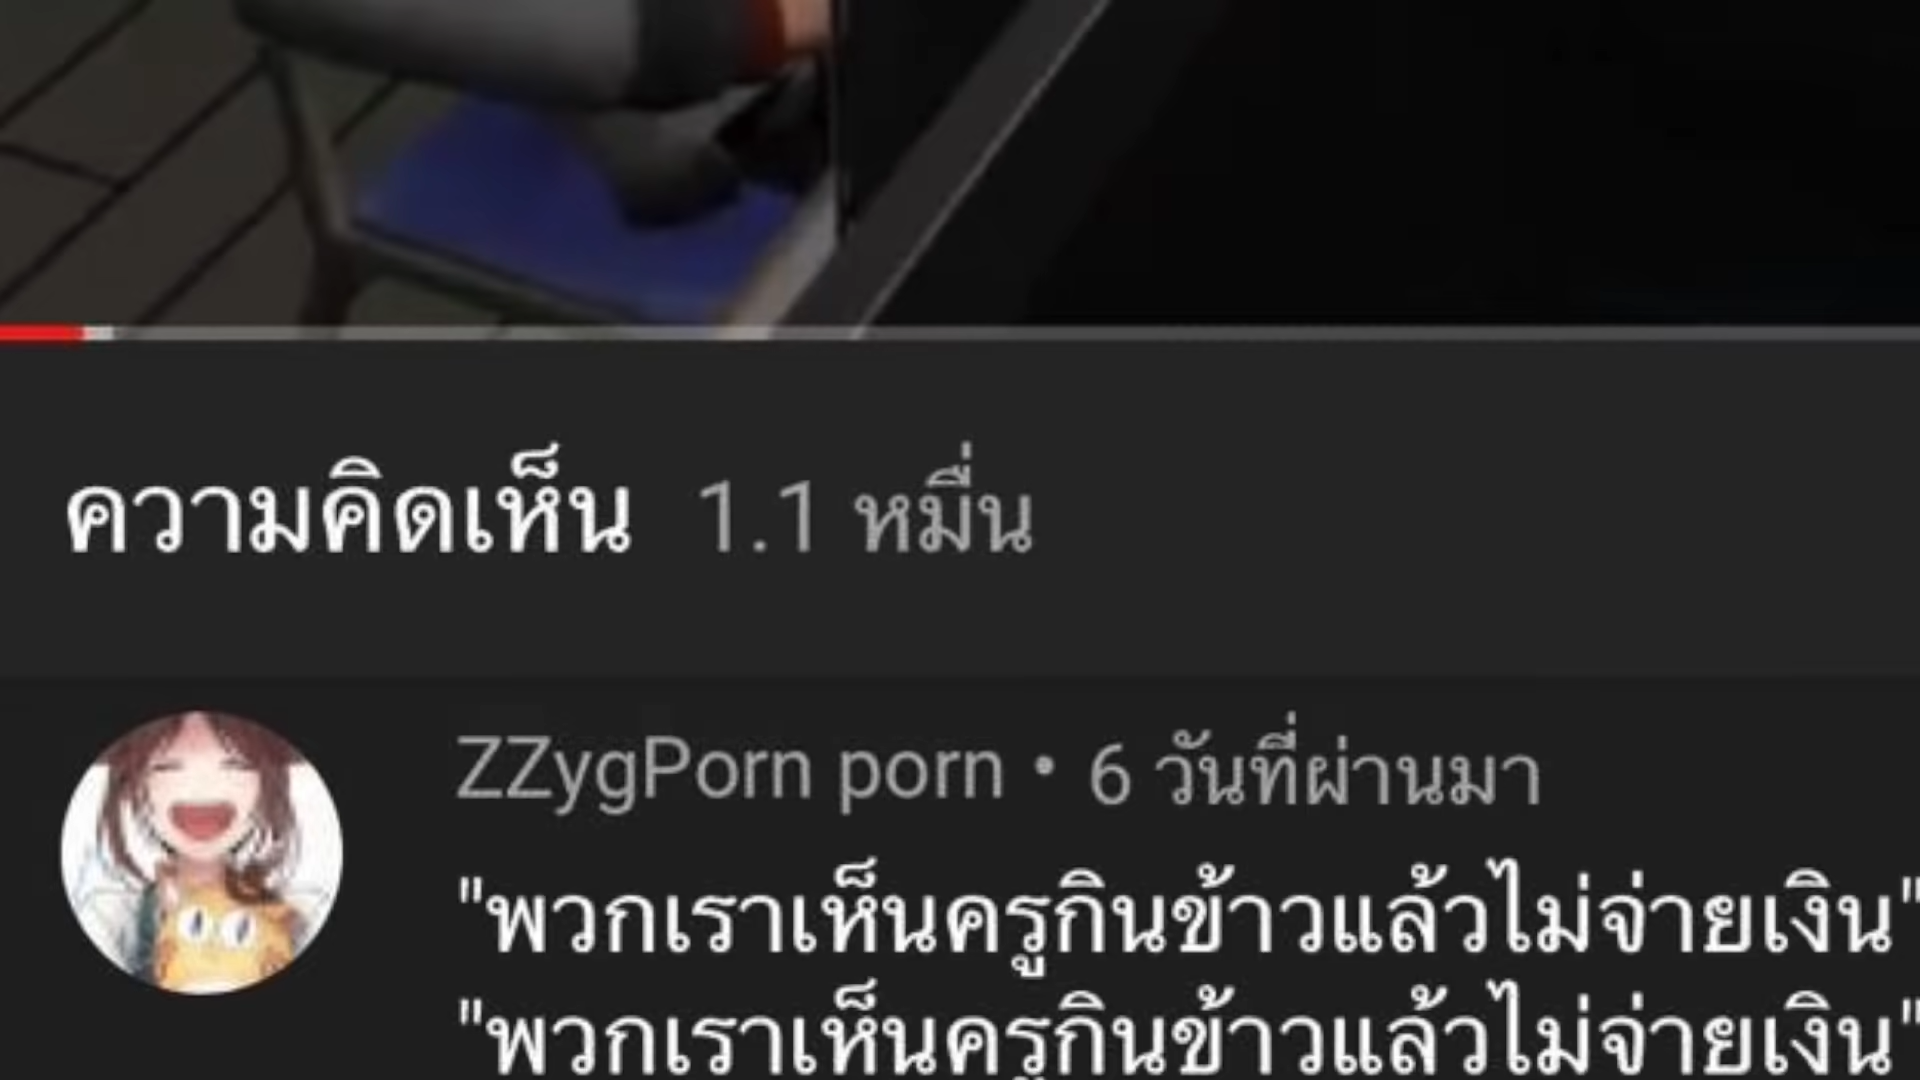 ความคิดเห็น 1.1 หมื่น
ZZygPorn porn • 6 วันที่ผ่านมา
"พวกเราเห็นครูกินข้าวแล้วไม่จ่ายเงิน"
"พวกเราเห็นครูกินข้าวแล้วไม่จ่ายเงิน"